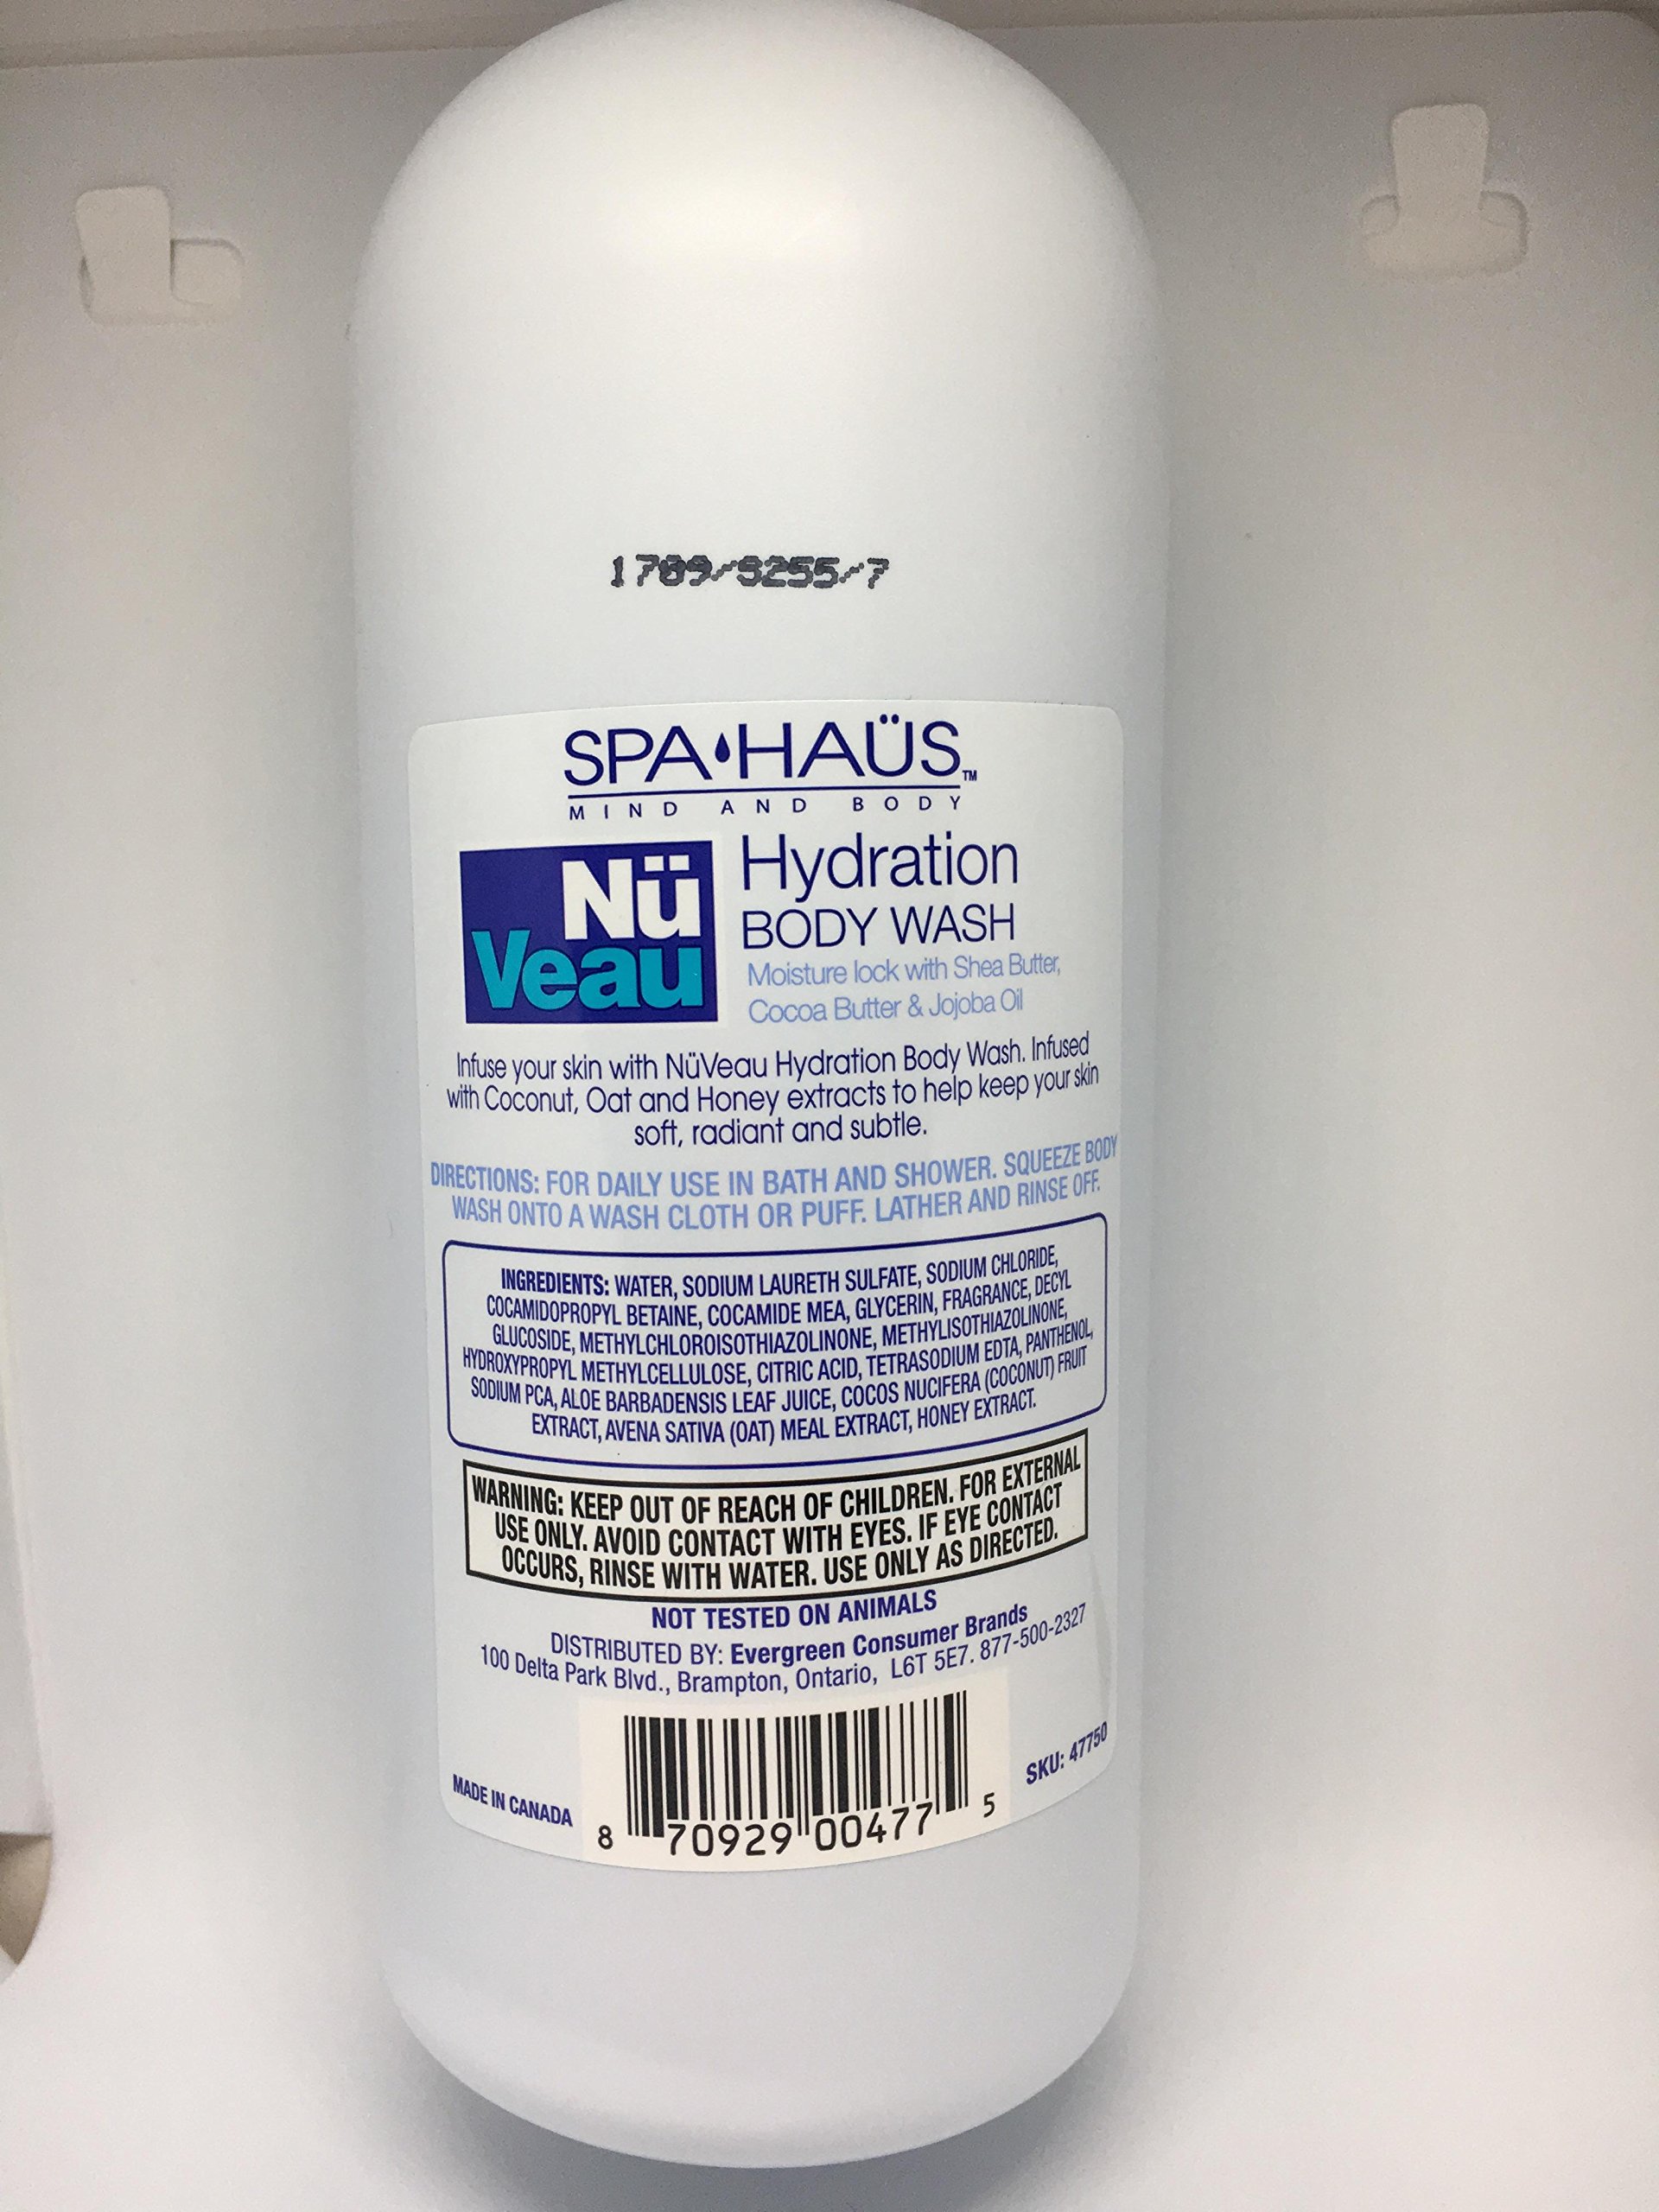 1709/9255/7
SPA HAÜS™
MIND AND BODY
Nü
Veau
Hydration
BODY WASH
Moisture lock with Shea Butter,
Cocoa Butter & Jojoba Oil
Infuse your skin with NüVeau Hydration Body Wash. Infused
with Coconut, Oat and Honey extracts to help keep your skin
soft, radiant and subtle.
DIRECTIONS: FOR DAILY USE IN BATH AND SHOWER. SQUEEZE BODY
WASH ONTO A WASH CLOTH OR PUFF. LATHER AND RINSE OFF.
INGREDIENTS: WATER, SODIUM LAURETH SULFATE, SODIUM CHLORIDE,
COCAMIDOPROPYL BETAINE, COCAMIDE MEA, GLYCERIN, FRAGRANCE, DECYL
GLUCOSIDE, METHYLCHLOROISOTHIAZOLINONE, METHYLISOTHIAZOLINONE,
HYDROXYPROPYL METHYLCELLULOSE, CITRIC ACID, TETRASODIUM EDTA, PANTHENOL,
SODIUM PCA, ALOE BARBADENSIS LEAF JUICE, COCOS NUCIFERA (COCONUT) FRUIT
EXTRACT, AVENA SATIVA (OAT) MEAL EXTRACT, HONEY EXTRACT.
WARNING: KEEP OUT OF REACH OF CHILDREN. FOR EXTERNAL
USE ONLY. AVOID CONTACT WITH EYES. IF EYE CONTACT
OCCURS, RINSE WITH WATER. USE ONLY AS DIRECTED.
NOT TESTED ON ANIMALS
DISTRIBUTED BY: Evergreen Consumer Brands
100 Delta Park Blvd., Brampton, Ontario, L6T 5E7. 877-500-2327
MADE IN CANADA
8 70929 00477 5
SKU: 47750